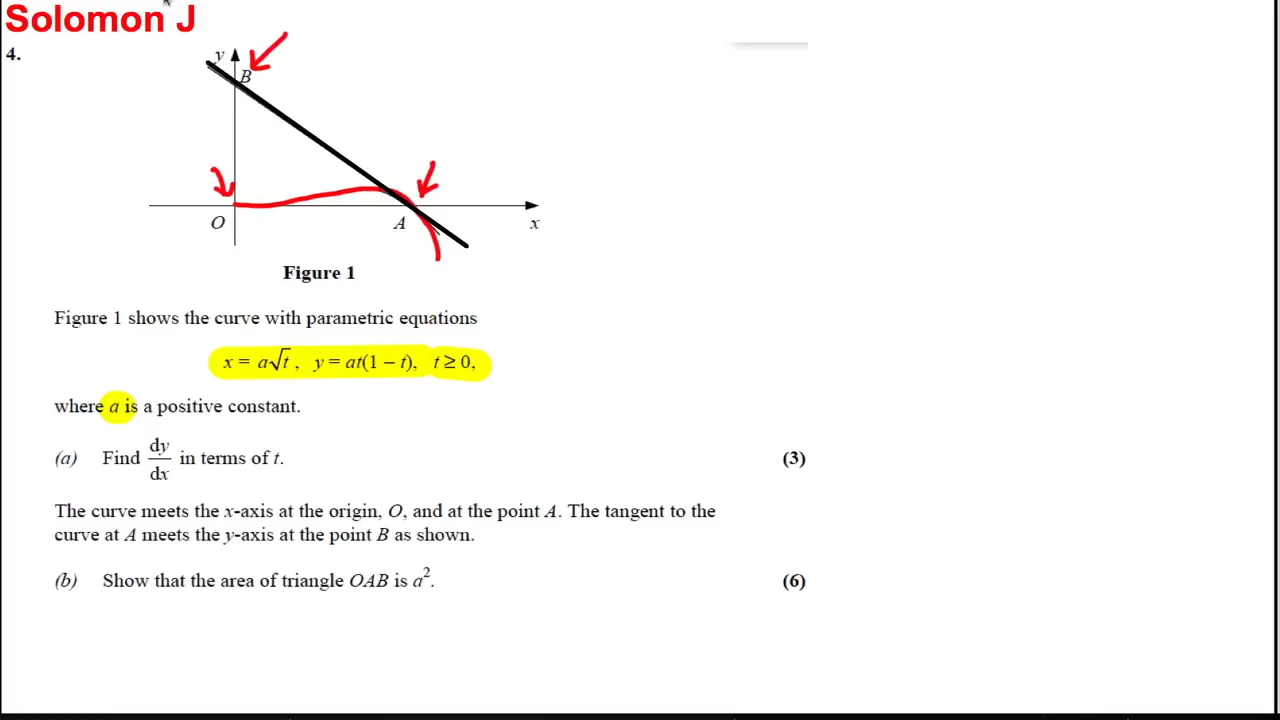 Solomon J
4.
y
B
O
A
x
Figure 1
Figure 1 shows the curve with parametric equations
x = a√t , y = at(1 − t), t ≥ 0,
where a is a positive constant.
(a) Find dy/dx in terms of t. (3)
The curve meets the x-axis at the origin, O, and at the point A. The tangent to the
curve at A meets the y-axis at the point B as shown.
(b) Show that the area of triangle OAB is a². (6)